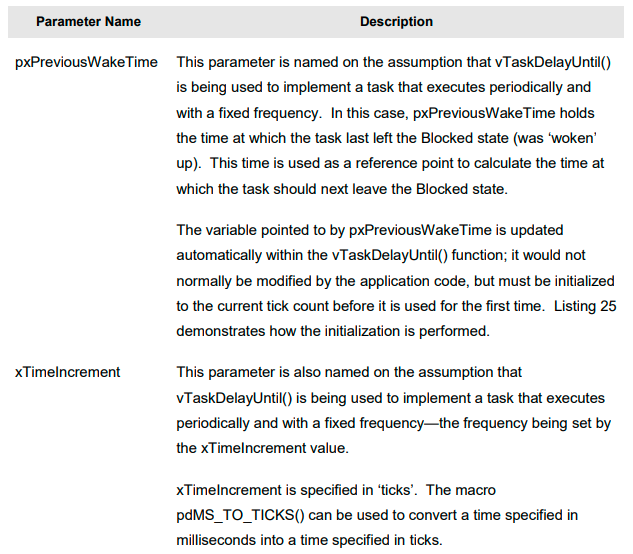 Parameter Name Description
pxPreviousWakeTime This parameter is named on the assumption that vTaskDelayUntil()
is being used to implement a task that executes periodically and
with a fixed frequency. In this case, pxPreviousWakeTime holds
the time at which the task last left the Blocked state (was ‘woken’
up). This time is used as a reference point to calculate the time at
which the task should next leave the Blocked state.
The variable pointed to by pxPreviousWakeTime is updated
automatically within the vTaskDelayUntil() function; it would not
normally be modified by the application code, but must be initialized
to the current tick count before it is used for the first time. Listing 25
demonstrates how the initialization is performed.
xTimeIncrement This parameter is also named on the assumption that
vTaskDelayUntil() is being used to implement a task that executes
periodically and with a fixed frequency—the frequency being set by
the xTimeIncrement value.
xTimeIncrement is specified in ‘ticks’. The macro
pdMS_TO_TICKS() can be used to convert a time specified in
milliseconds into a time specified in ticks.